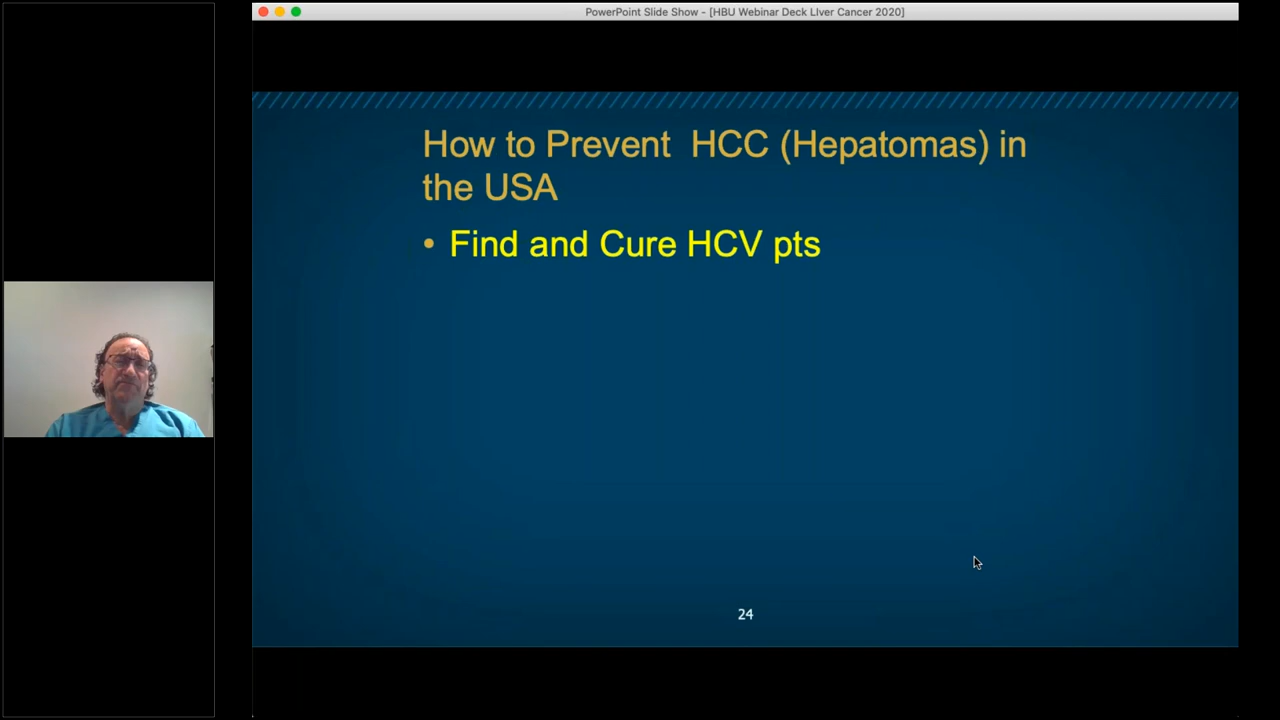 PowerPoint Slide Show - [HBU Webinar Deck LIver Cancer 2020]
How to Prevent  HCC (Hepatomas) in
the USA
• Find and Cure HCV pts
24